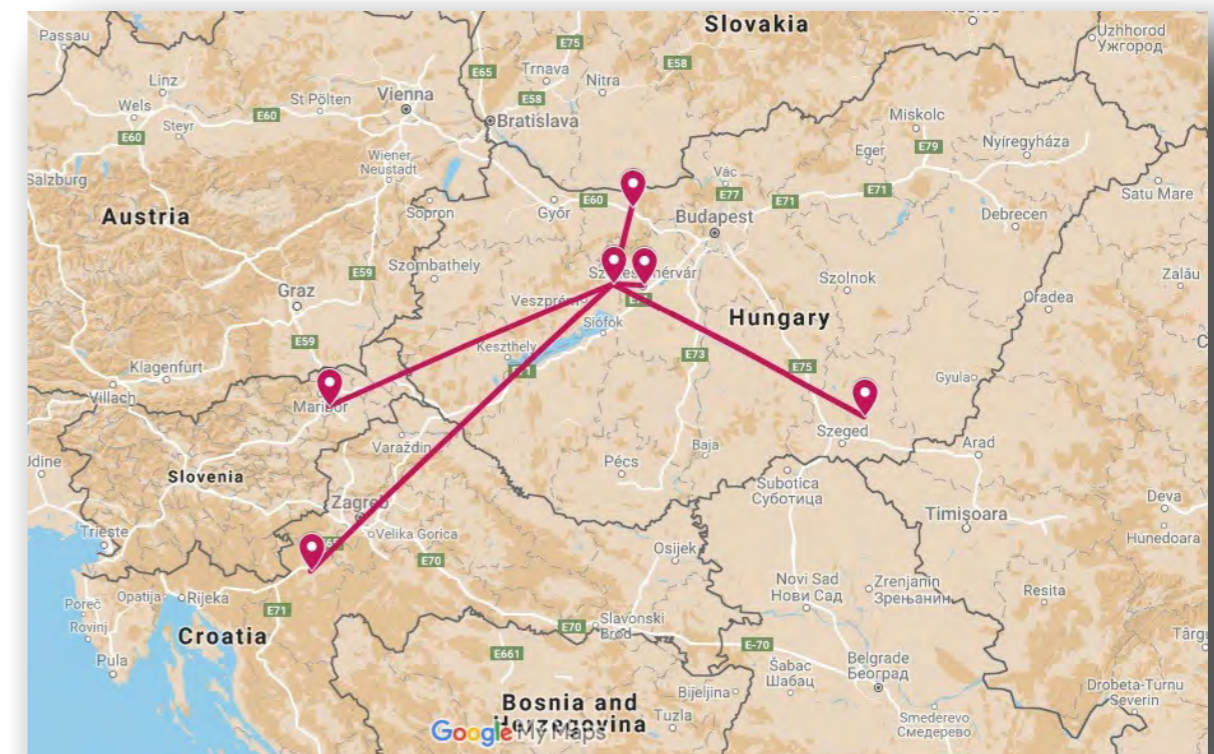 Slovakia
Passau
E75
Uzhhorod
Ужгород
Linz
E65
Trnava
Nitra
E58
Wels
St Pölten
Vienna
E58
E60
Steyr
E60
Bratislava
Miskolc
Eger
E79
Nyíregyháza
Wiener
Neustadt
Salzburg
Vác
E77
E71
E71
Satu Mare
Austria
Sopron
Győr
E60
Budapest
Debrecen
E59
Szombathely
Szolnok
Zalău
Graz
Veszprém
Oradea
Siófok
Hungary
E59
Keszthely
E73
E75
Klagenfurt
Gyula
Villach
Maribor
Szeged
Varaždin
Baja
Arad
Udine
Slovenia
Pécs
Subotica
Суботица
Deva
Zagreb
Timișoara
Trieste
Velika Gorica
Hunedoara
E70
Osijek
Poreč
Opatija
Rijeka
Novi Sad
Нови Сад
Zrenjanin
Зрењанин
Resita
Rovinj
E71
Croatia
E70
Slavonski
Brod
E-70
Pula
E661
Šabac
Шабац
Belgrade
Београд
Bijeljina
Drobeta-Turnu
Severin
Bosnia and
Herzegovina
Tuzla
Smederevo
Смедерево
Google My Maps